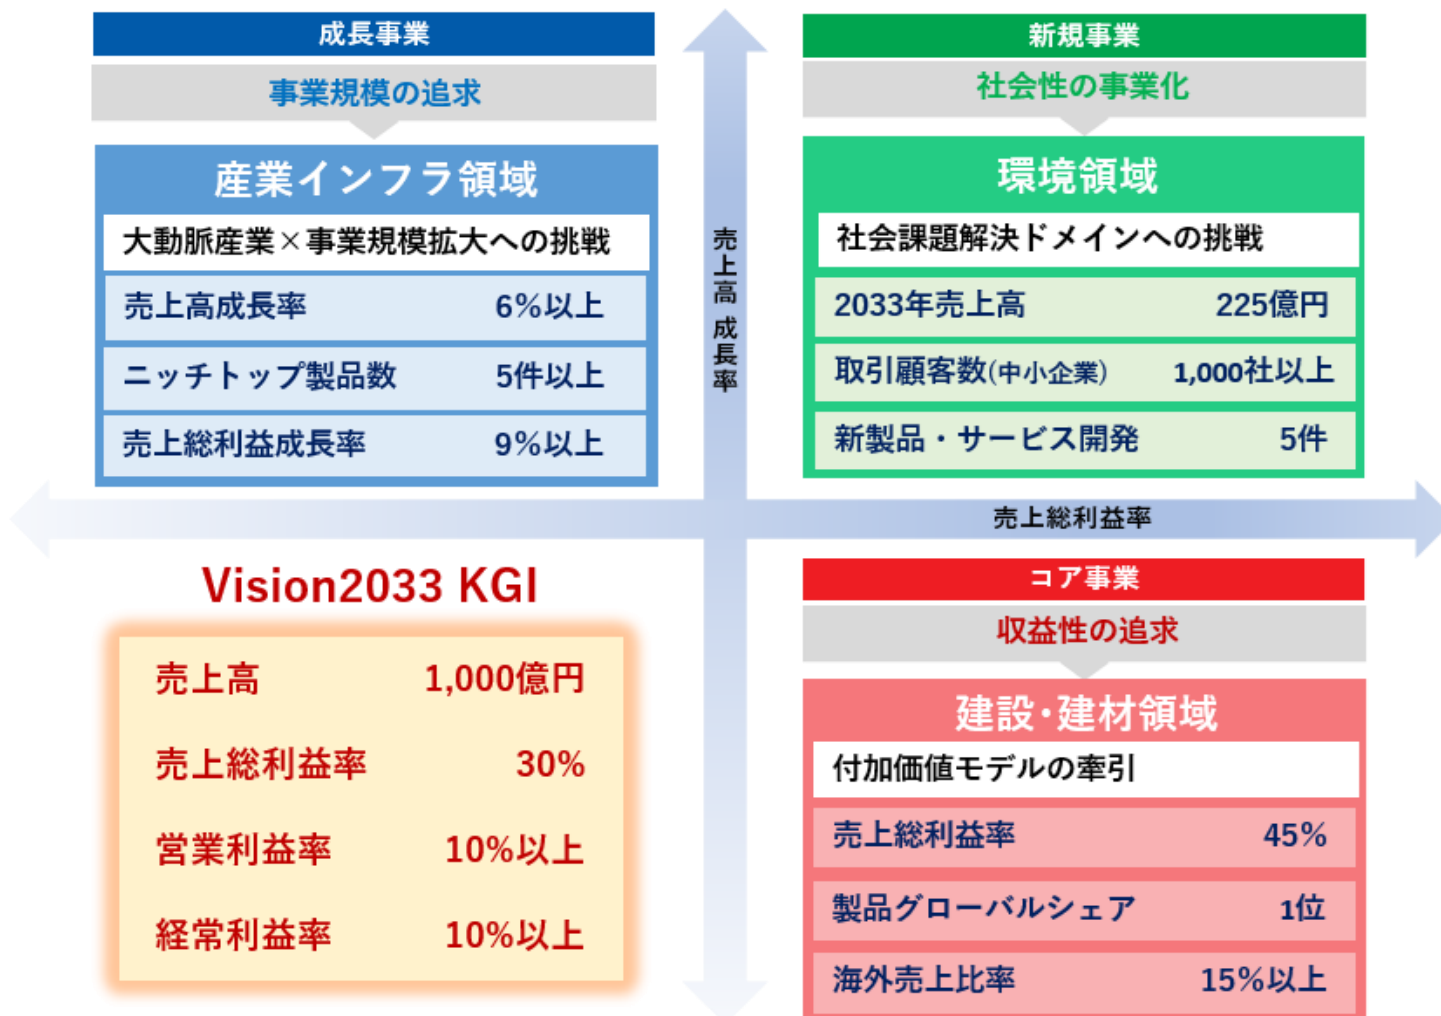 成長事業
事業規模の追求
産業インフラ領域
大動脈産業×事業規模拡大への挑戦
売上高成長率 6%以上
ニッチトップ製品数 5件以上
売上総利益成長率 9%以上
新規事業
社会性の事業化
環境領域
社会課題解決ドメインへの挑戦
2033年売上高 225億円
取引顧客数(中小企業) 1,000社以上
新製品・サービス開発 5件
売上高 成長率
売上総利益率
Vision2033 KGI
売上高 1,000億円
売上総利益率 30%
営業利益率 10%以上
経常利益率 10%以上
コア事業
収益性の追求
建設･建材領域
付加価値モデルの牽引
売上総利益率 45%
製品グローバルシェア 1位
海外売上比率 15%以上